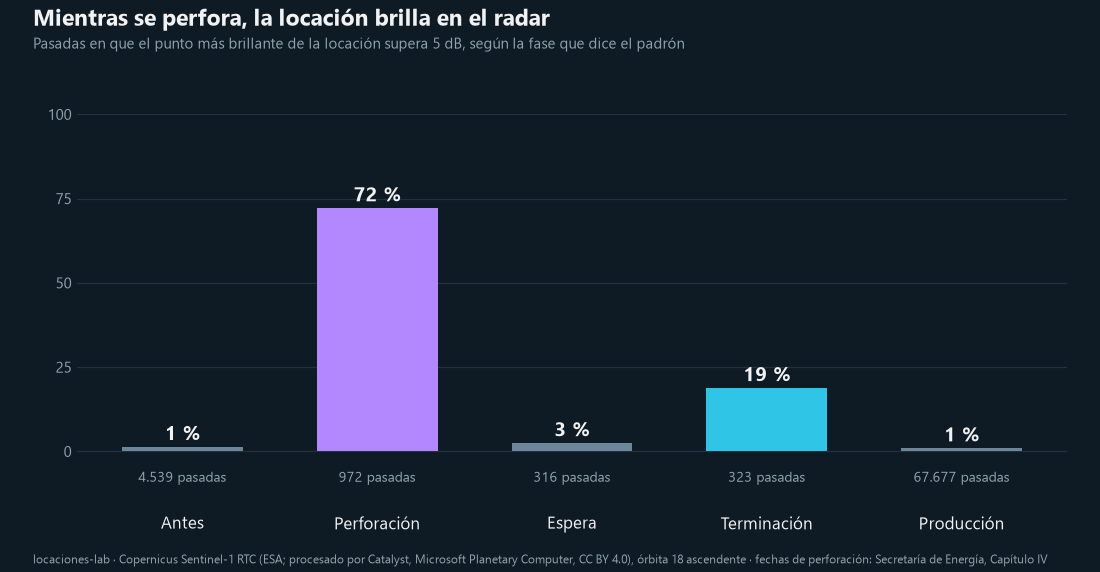 Mientras se perfora, la locación brilla en el radar
Pasadas en que el punto más brillante de la locación supera 5 dB, según la fase que dice el padrón
100
75
50
25
0
1 %
72 %
3 %
19 %
1 %
4.539 pasadas
972 pasadas
316 pasadas
323 pasadas
67.677 pasadas
Antes
Perforación
Espera
Terminación
Producción
locaciones-lab · Copernicus Sentinel-1 RTC (ESA; procesado por Catalyst, Microsoft Planetary Computer, CC BY 4.0), órbita 18 ascendente · fechas de perforación: Secretaría de Energía, Capítulo IV